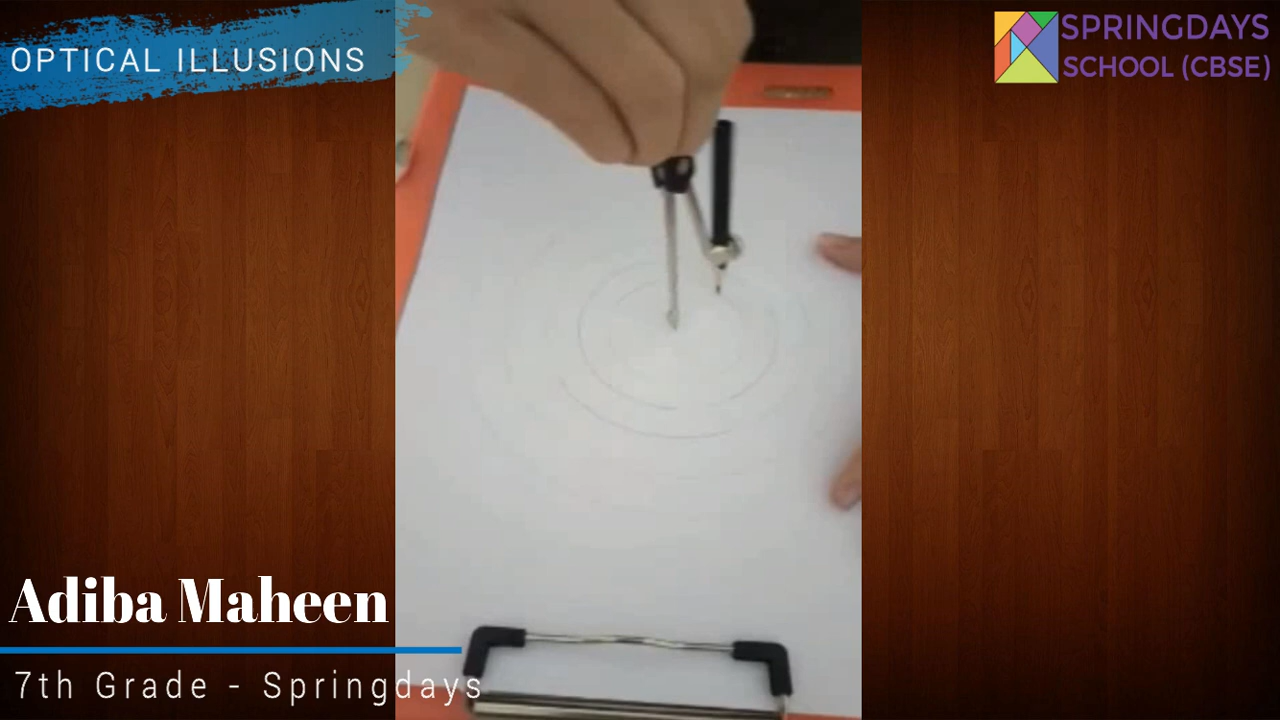 OPTICAL ILLUSIONS
SPRINGDAYS
SCHOOL (CBSE)
Adiba Maheen
7th Grade - Springdays